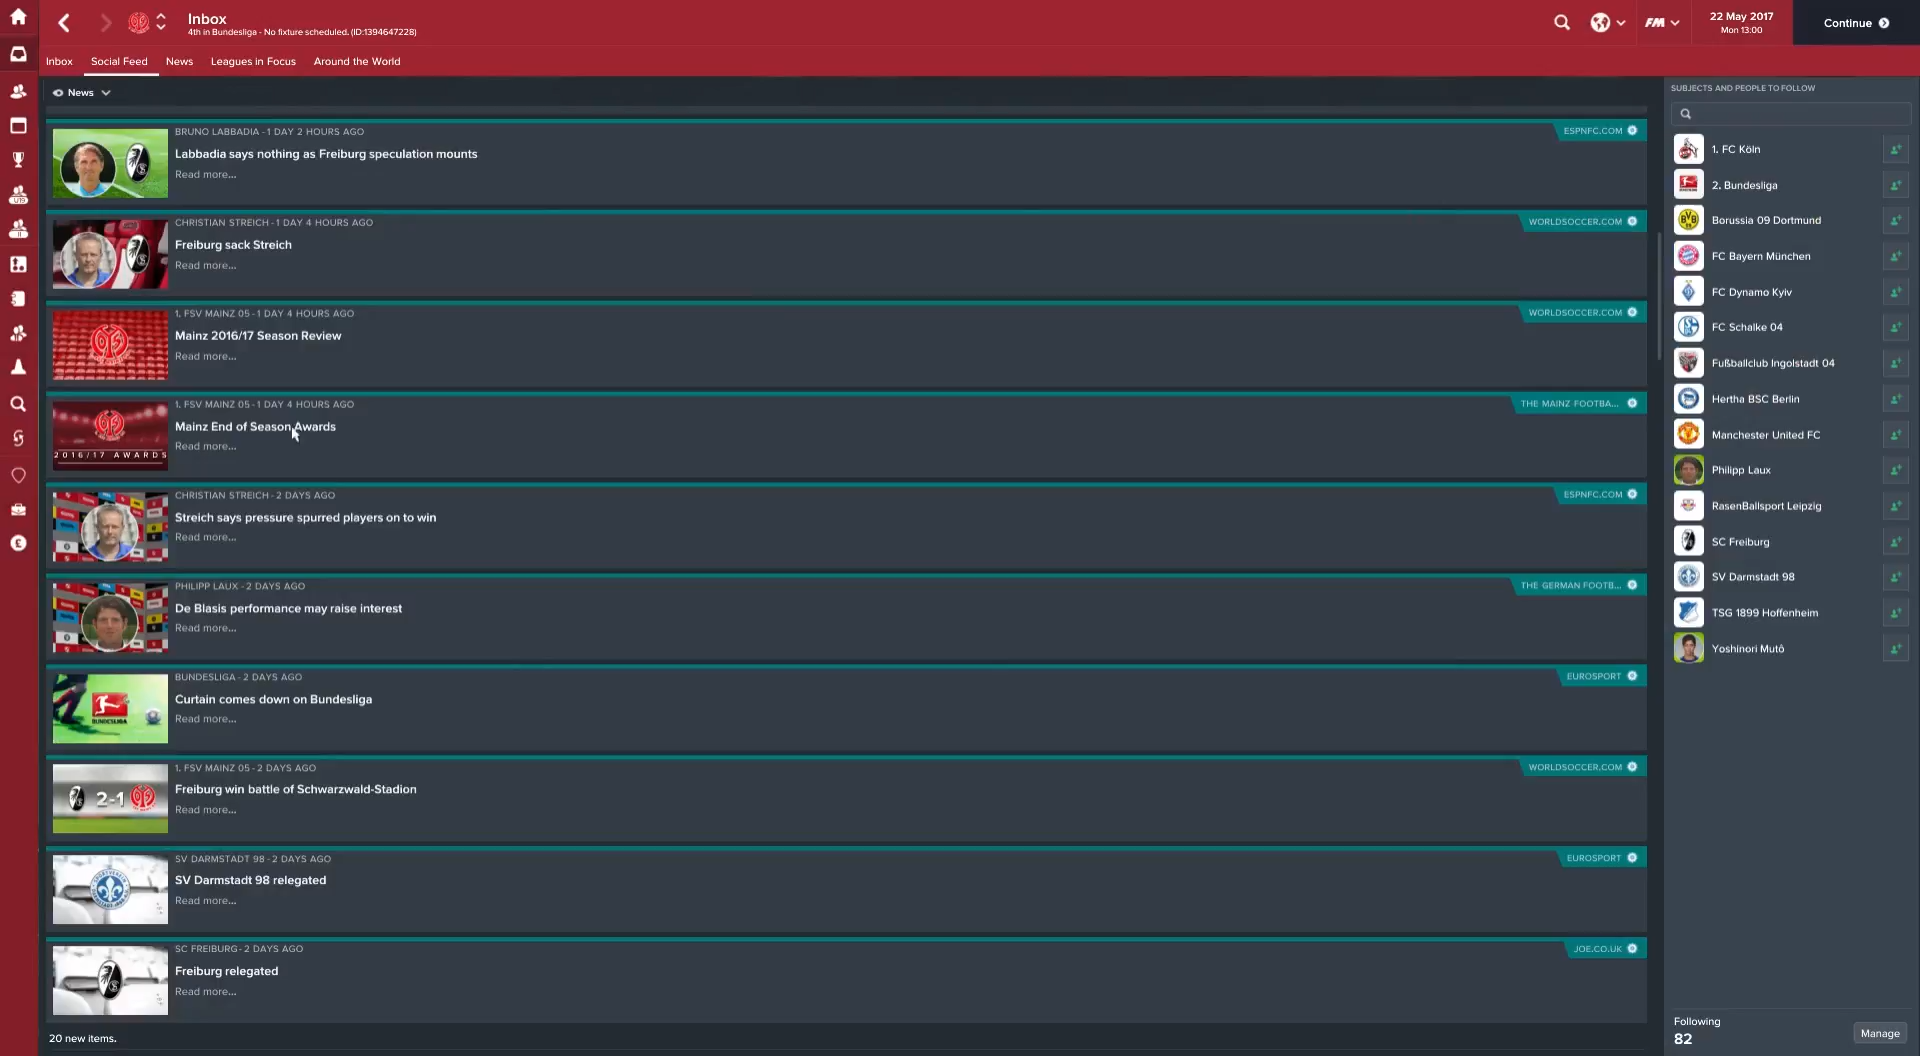 Inbox
4th in Bundesliga - No fixture scheduled. (ID:1394647228)
FM
22 May 2017
Mon 13:00
Continue
Inbox
Social Feed
News
Leagues in Focus
Around the World
News
BRUNO LABBADIA - 1 DAY 2 HOURS AGO
ESPNFC.COM
Labbadia says nothing as Freiburg speculation mounts
Read more...
CHRISTIAN STREICH - 1 DAY 4 HOURS AGO
WORLDSOCCER.COM
Freiburg sack Streich
Read more...
1. FSV MAINZ 05 - 1 DAY 4 HOURS AGO
WORLDSOCCER.COM
Mainz 2016/17 Season Review
Read more...
1. FSV MAINZ 05 - 1 DAY 4 HOURS AGO
THE MAINZ FOOTBA...
Mainz End of Season Awards
Read more...
2016/17 AWARDS
CHRISTIAN STREICH - 2 DAYS AGO
ESPNFC.COM
Streich says pressure spurred players on to win
Read more...
PHILIPP LAUX - 2 DAYS AGO
THE GERMAN FOOTB...
De Blasis performance may raise interest
Read more...
BUNDESLIGA - 2 DAYS AGO
EUROSPORT
Curtain comes down on Bundesliga
Read more...
BUNDESLIGA
1. FSV MAINZ 05 - 2 DAYS AGO
WORLDSOCCER.COM
Freiburg win battle of Schwarzwald-Stadion
Read more...
2-1
SV DARMSTADT 98 - 2 DAYS AGO
EUROSPORT
SV Darmstadt 98 relegated
Read more...
SC FREIBURG - 2 DAYS AGO
JOE.CO.UK
Freiburg relegated
Read more...
20 new items.
SUBJECTS AND PEOPLE TO FOLLOW
1. FC Köln
2. Bundesliga
Borussia 09 Dortmund
FC Bayern München
FC Dynamo Kyiv
FC Schalke 04
Fußballclub Ingolstadt 04
Hertha BSC Berlin
Manchester United FC
Philipp Laux
RasenBallsport Leipzig
SC Freiburg
SV Darmstadt 98
TSG 1899 Hoffenheim
Yoshinori Mutô
Following
82
Manage
U19
II
BVB